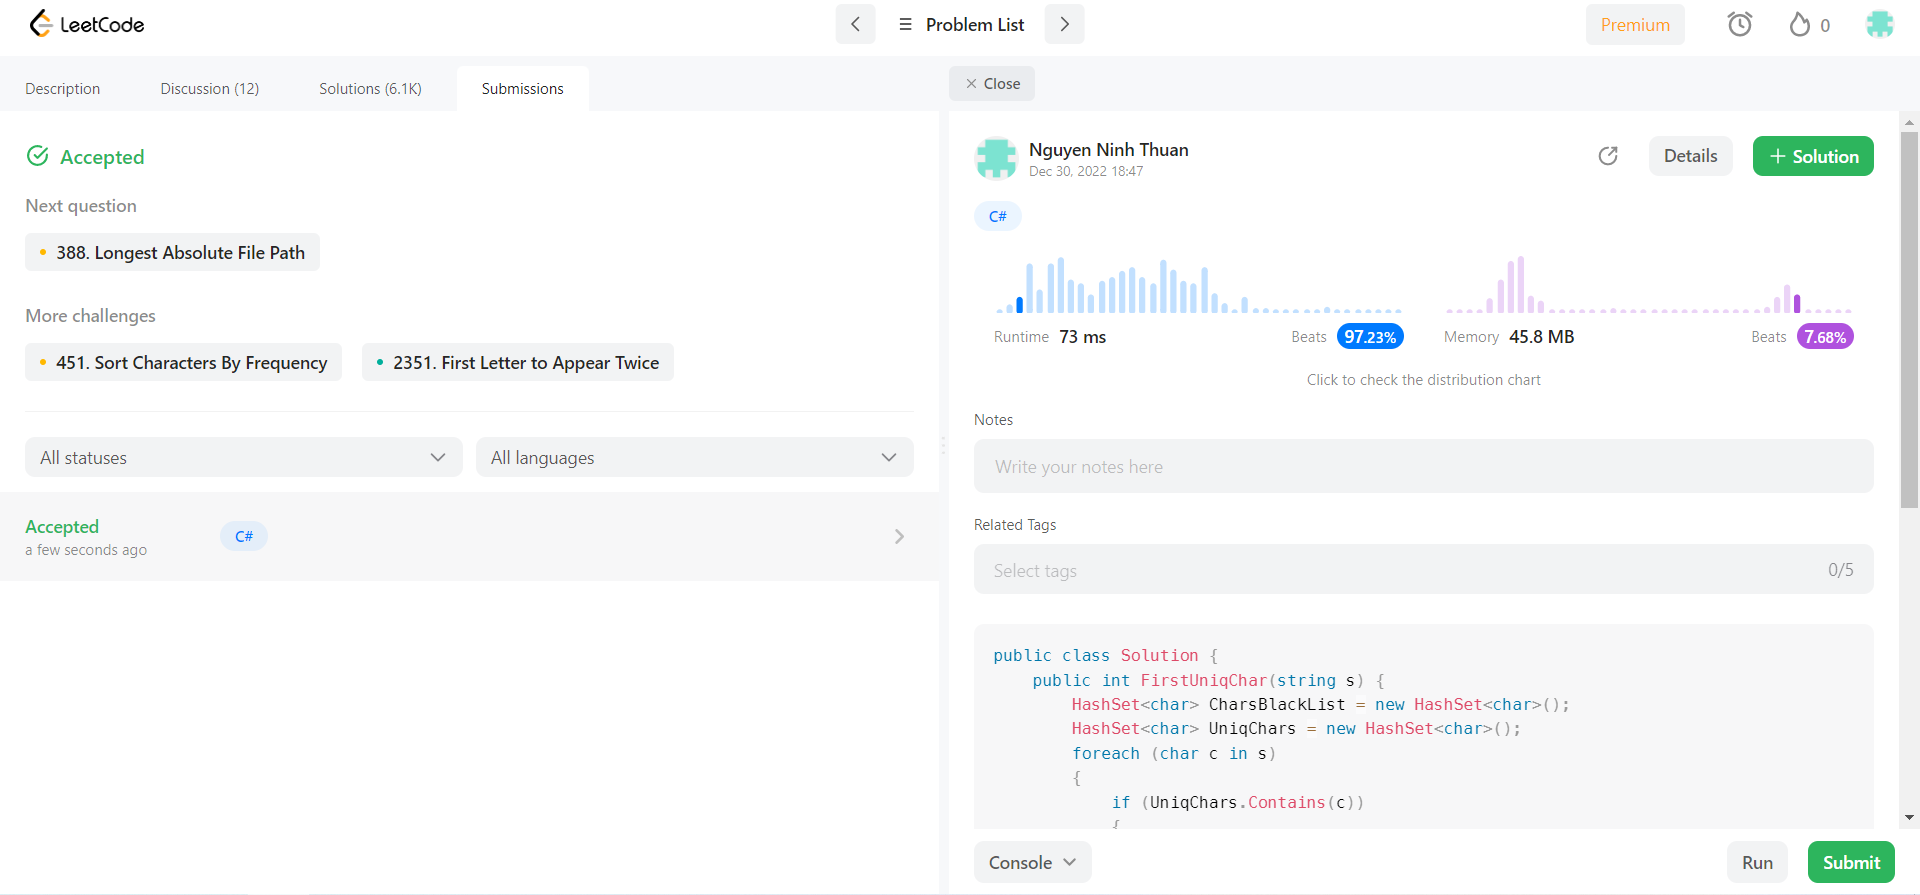 LeetCode
Problem List
Premium
0
Description
Discussion (12)
Solutions (6.1K)
Submissions
Close
Accepted
Next question
388. Longest Absolute File Path
More challenges
451. Sort Characters By Frequency
2351. First Letter to Appear Twice
All statuses
All languages
Accepted
a few seconds ago
C#
Nguyen Ninh Thuan
Dec 30, 2022 18:47
Details
+ Solution
C#
Runtime 73 ms
Beats 97.23%
Memory 45.8 MB
Beats 7.68%
Click to check the distribution chart
Notes
Write your notes here
Related Tags
Select tags
0/5
public class Solution {
public int FirstUniqChar(string s) {
HashSet<char> CharsBlackList = new HashSet<char>();
HashSet<char> UniqChars = new HashSet<char>();
foreach (char c in s)
{
if (UniqChars.Contains(c))
{
Console
Run
Submit